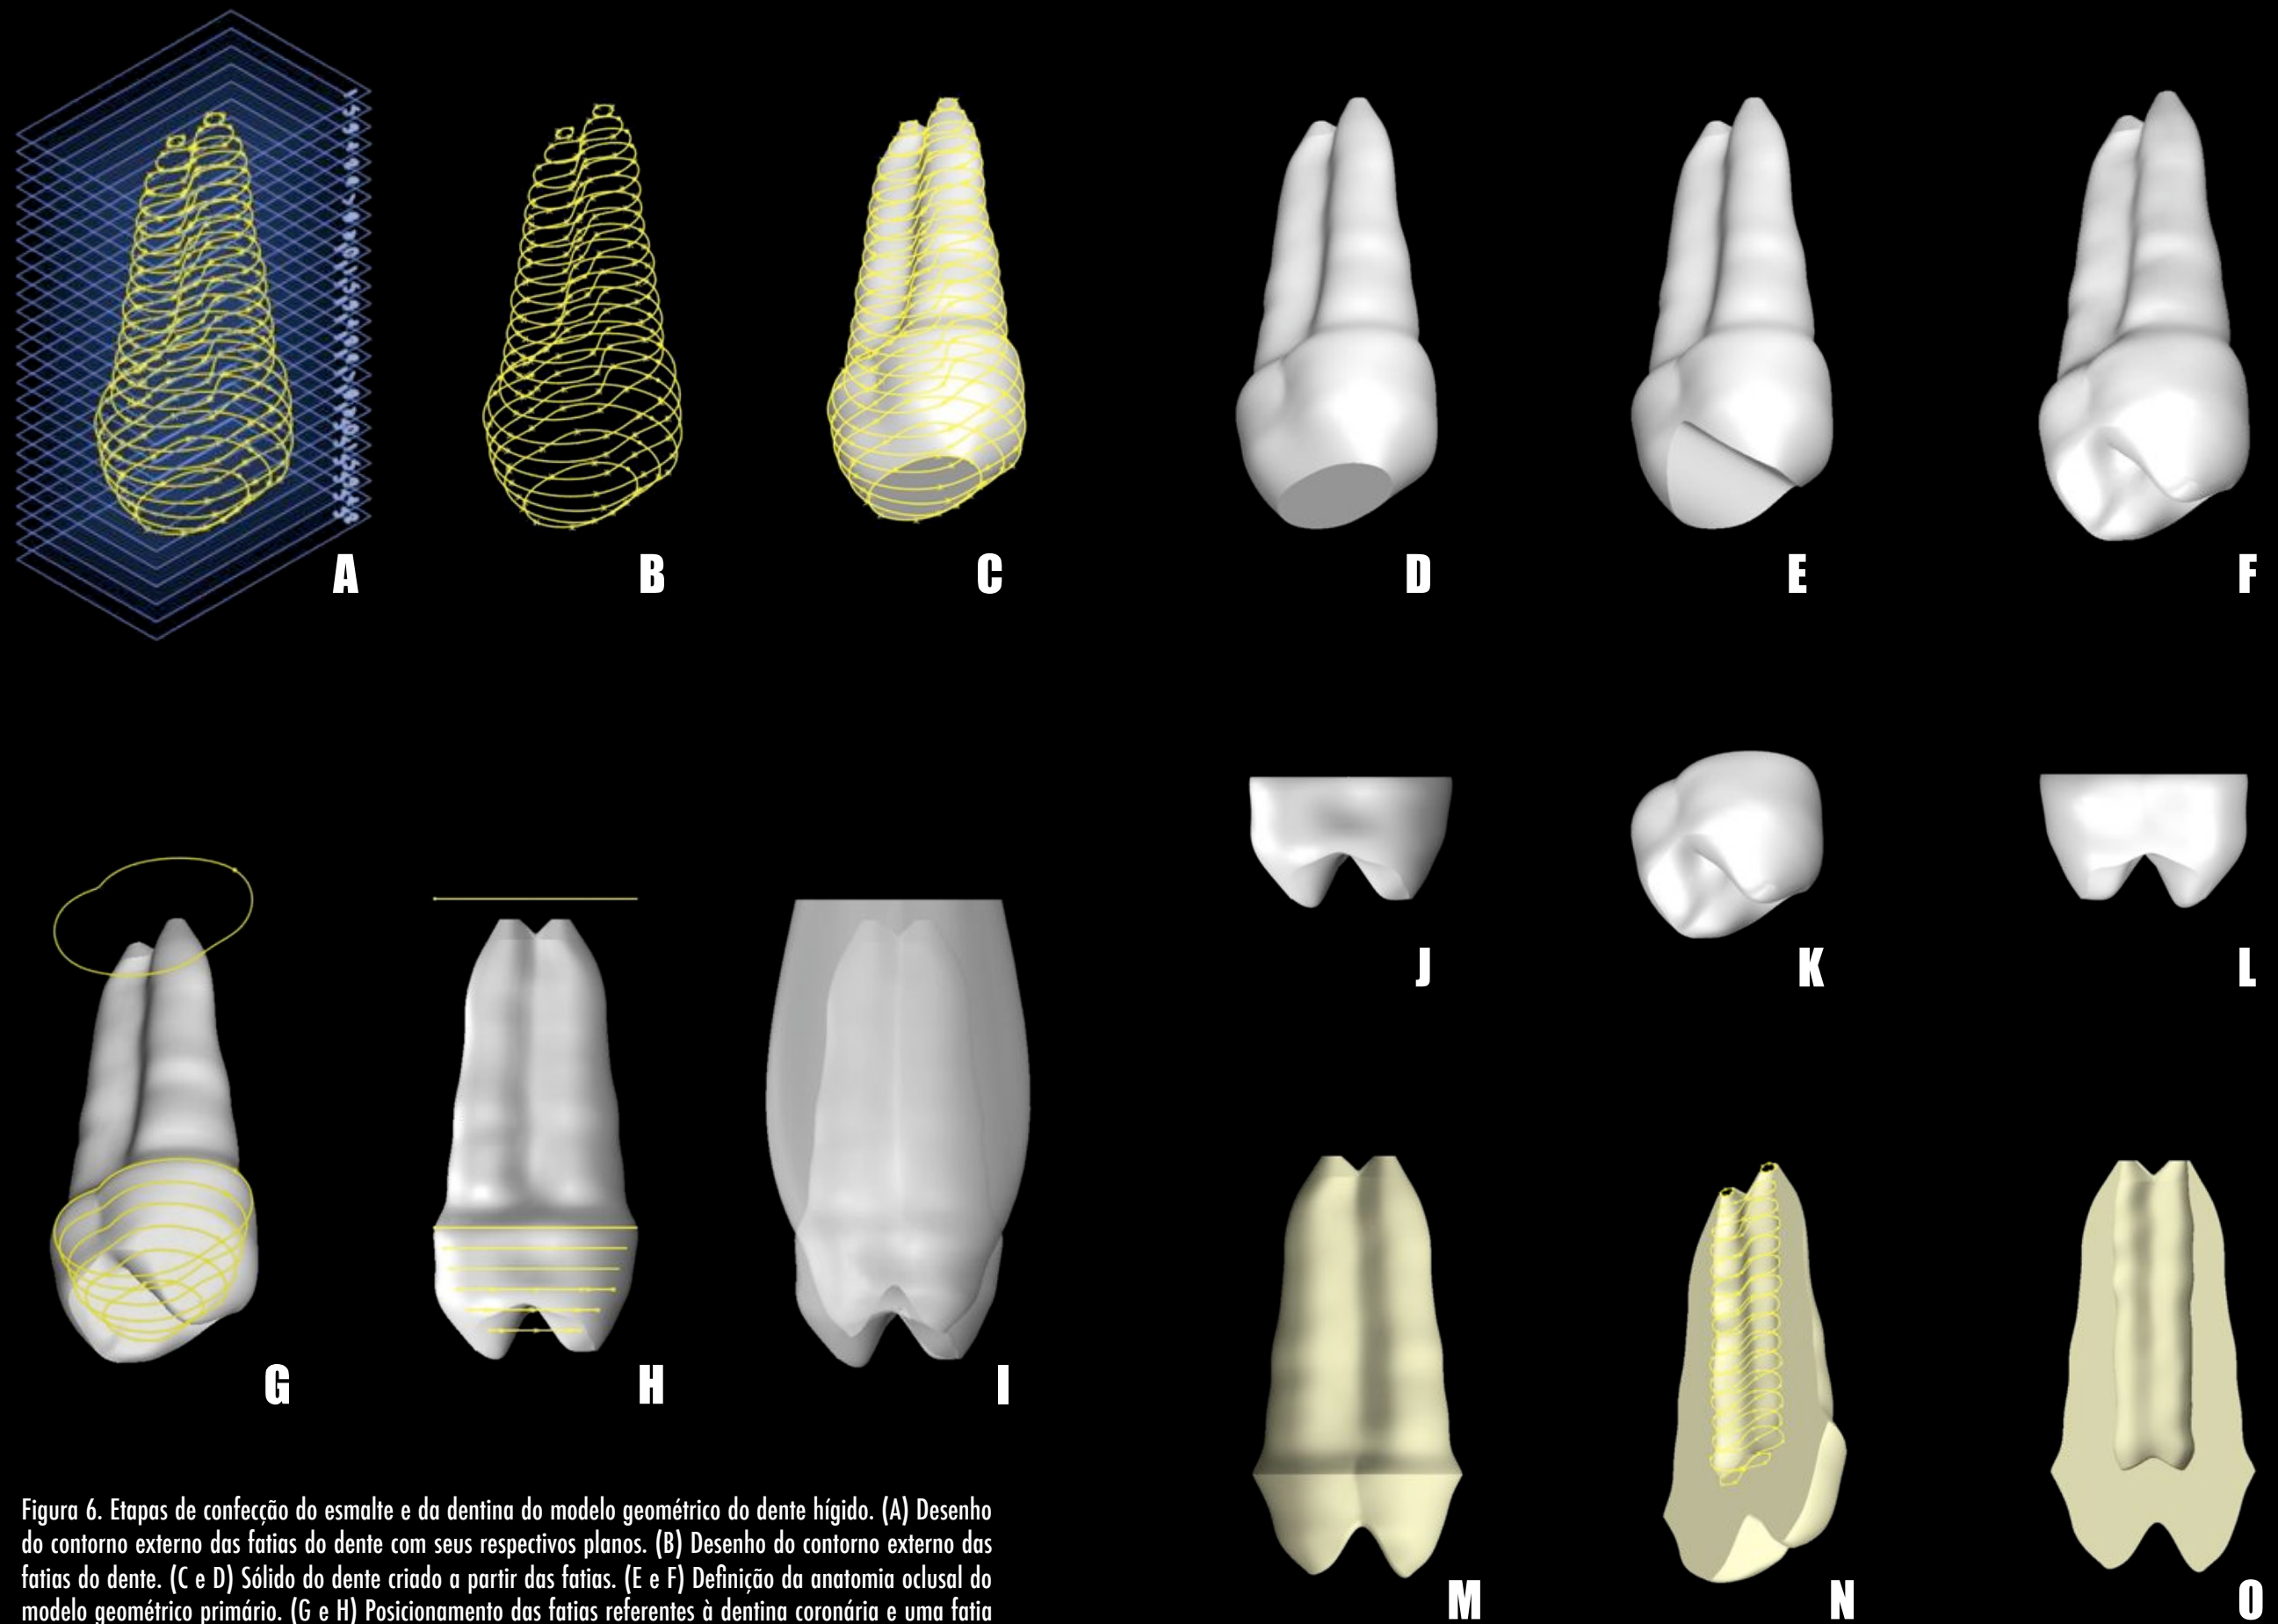 A
B
C
D
E
F
J
K
L
G
H
I
M
N
O
Figura 6. Etapas de confecção do esmalte e da dentina do modelo geométrico do dente hígido. (A) Desenho
do contorno externo das fatias do dente com seus respectivos planos. (B) Desenho do contorno externo das
fatias do dente. (C e D) Sólido do dente criado a partir das fatias. (E e F) Definição da anatomia oclusal do
modelo geométrico primário. (G e H) Posicionamento das fatias referentes à dentina coronária e uma fatia